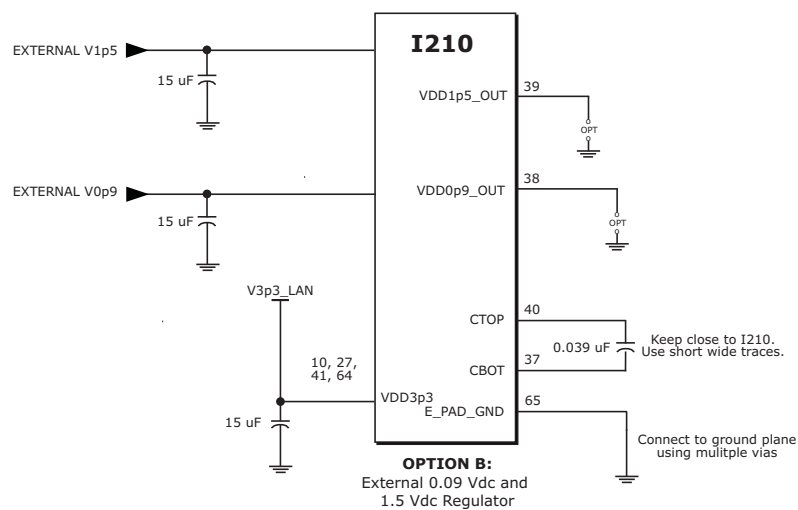 I210
EXTERNAL V1p5
15 uF
VDD1p5_OUT
39
OPT
EXTERNAL V0p9
15 uF
VDD0p9_OUT
38
OPT
V3p3_LAN
10, 27,
41, 64
15 uF
VDD3p3
CTOP
40
0.039 uF
Keep close to I210.
Use short wide traces.
CBOT
37
E_PAD_GND
65
Connect to ground plane
using mulitple vias
OPTION B:
External 0.09 Vdc and
1.5 Vdc Regulator